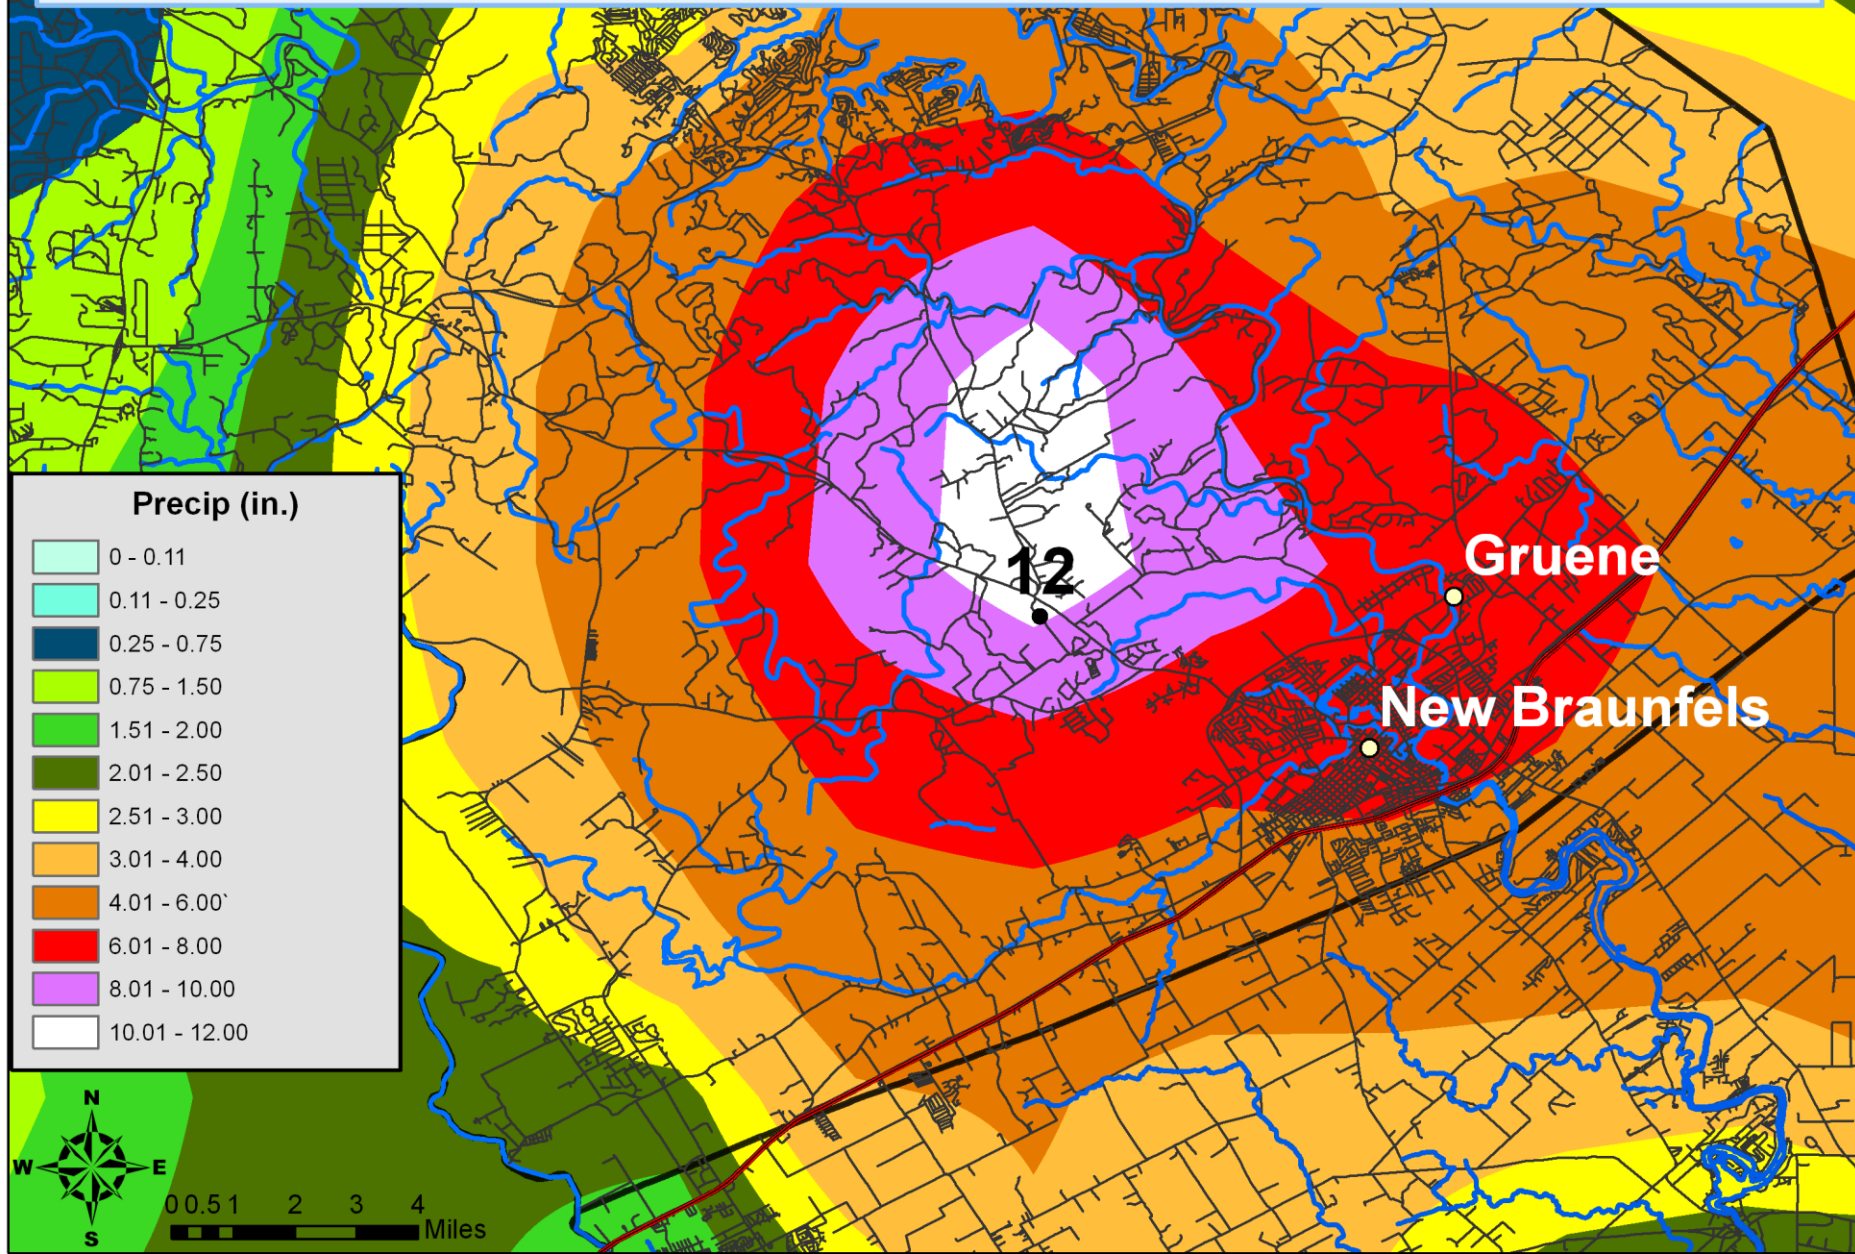 12
Gruene
New Braunfels
Precip (in.)
0 - 0.11
0.11 - 0.25
0.25 - 0.75
0.75 - 1.50
1.51 - 2.00
2.01 - 2.50
2.51 - 3.00
3.01 - 4.00
4.01 - 6.00`
6.01 - 8.00
8.01 - 10.00
10.01 - 12.00
N
W E
S
0 0.5 1 2 3 4
Miles